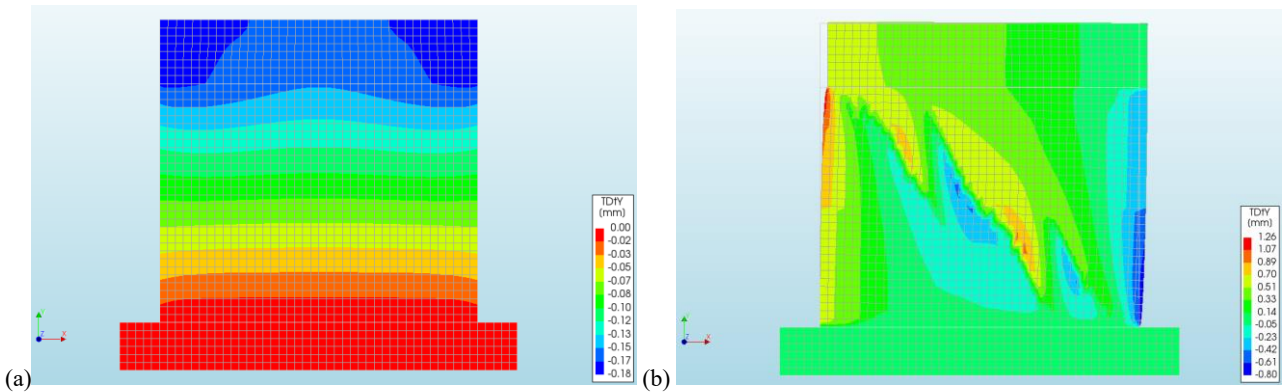 TDtY
(mm)
0.00
-0.02
-0.03
-0.05
-0.07
-0.08
-0.10
-0.12
-0.13
-0.15
-0.17
-0.18
Y
Z
X
(a)
TDtY
(mm)
1.26
1.07
0.89
0.70
0.51
0.33
0.14
-0.05
-0.23
-0.42
-0.61
-0.80
Y
Z
X
(b)